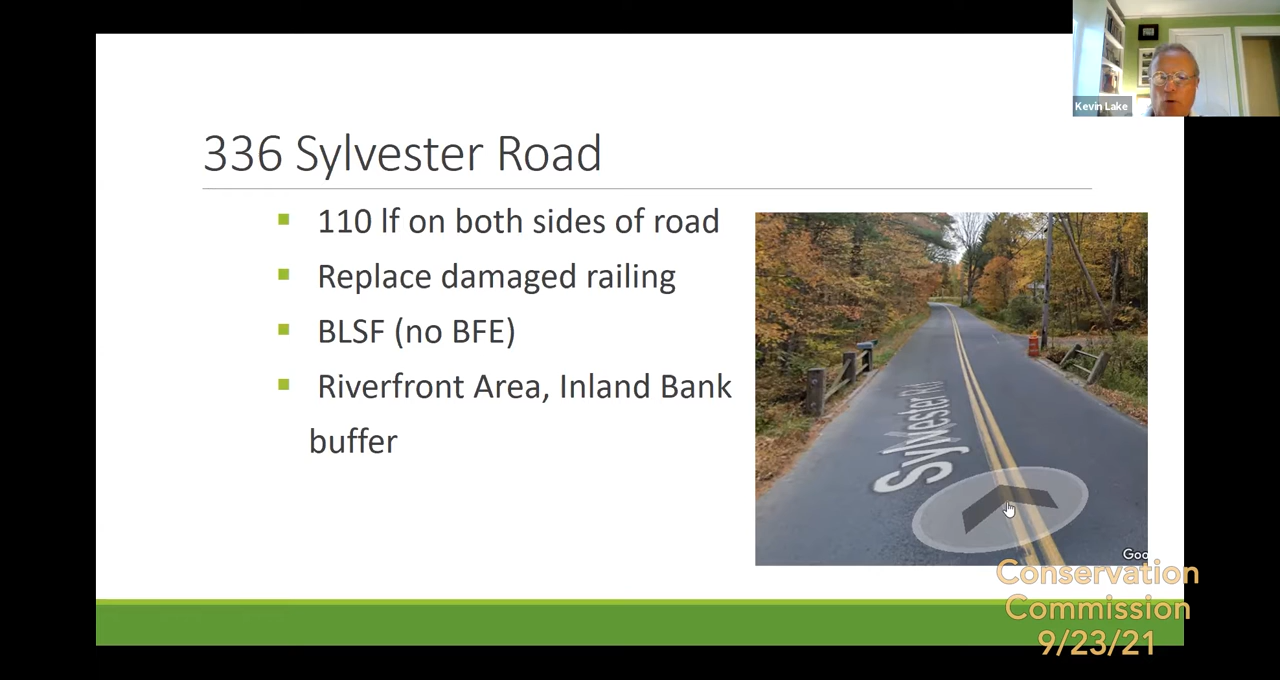 Kevin Lake
336 Sylvester Road
110 lf on both sides of road
Replace damaged railing
BLSF (no BFE)
Riverfront Area, Inland Bank
buffer
Sylvester Rd
Goo
Conservation
Commission
9/23/21